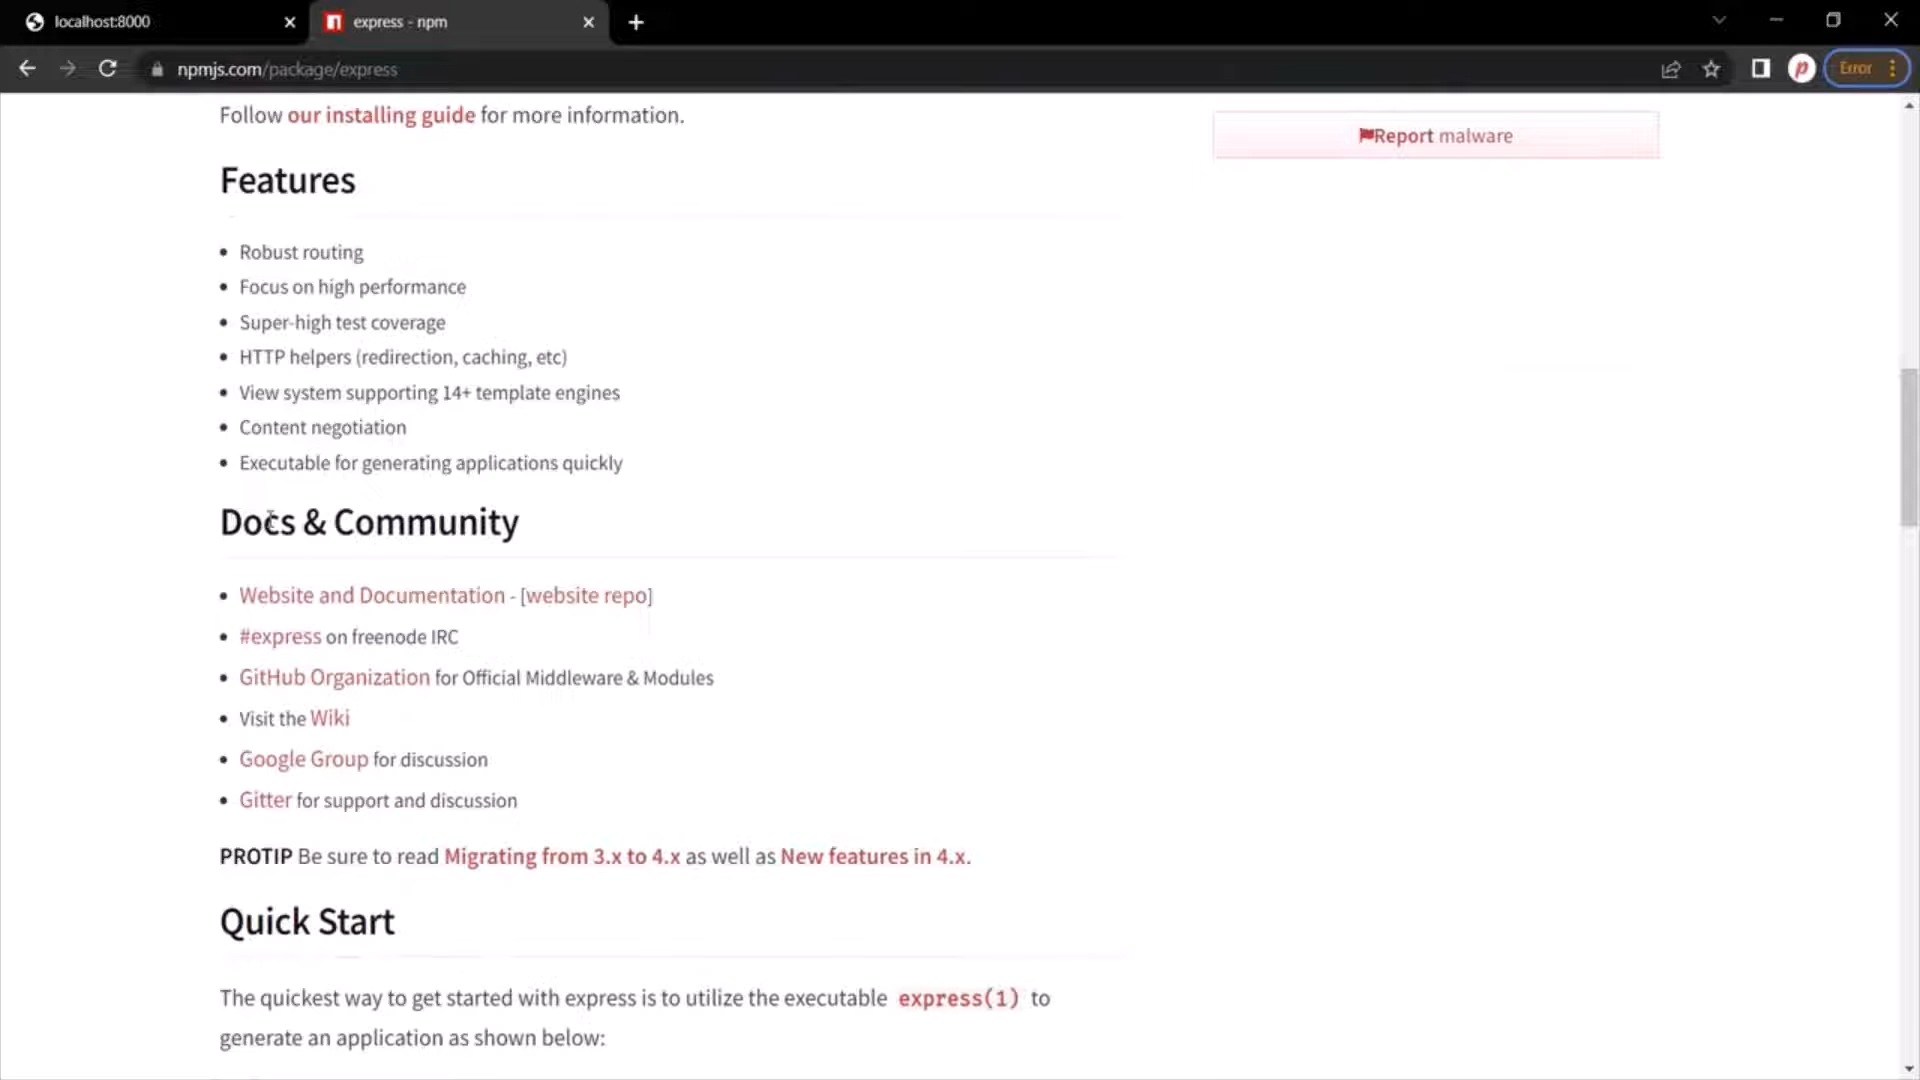 localhost:8000
express - npm
npmjs.com/package/express
Error
Follow our installing guide for more information.
Report malware
Features
Robust routing
Focus on high performance
Super-high test coverage
HTTP helpers (redirection, caching, etc)
View system supporting 14+ template engines
Content negotiation
Executable for generating applications quickly
Docs & Community
Website and Documentation - [website repo]
#express on freenode IRC
GitHub Organization for Official Middleware & Modules
Visit the Wiki
Google Group for discussion
Gitter for support and discussion
PROTIP Be sure to read Migrating from 3.x to 4.x as well as New features in 4.x.
Quick Start
The quickest way to get started with express is to utilize the executable express(1) to
generate an application as shown below: